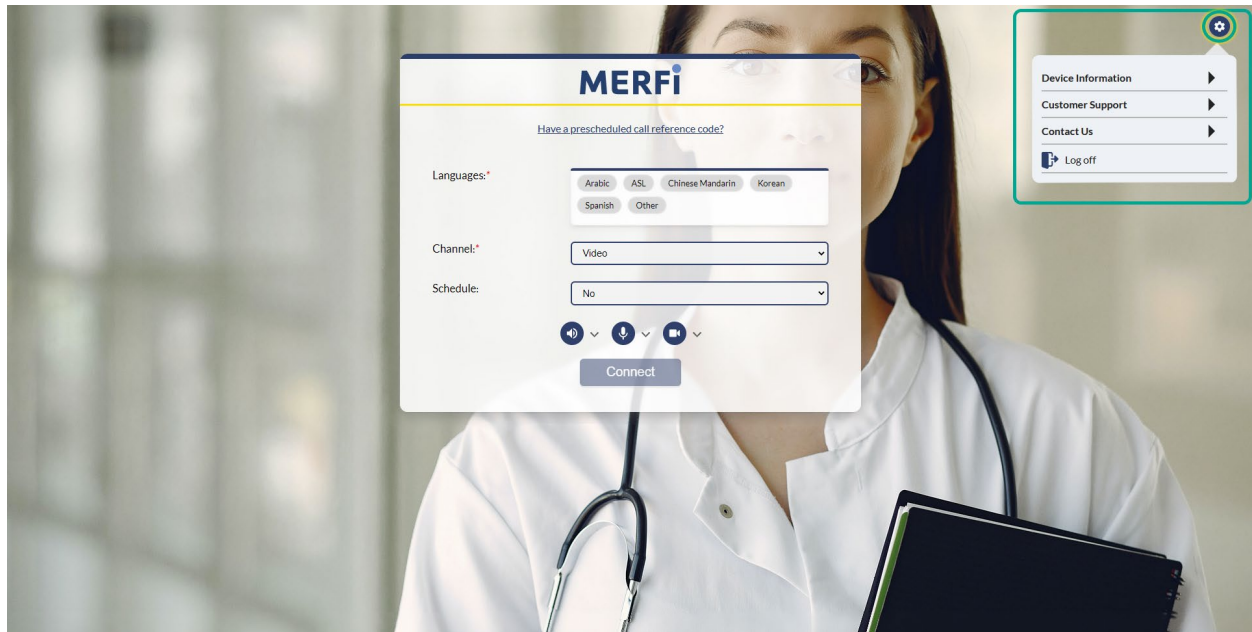 MERFi
Have a prescheduled call reference code?
Languages:*
Arabic ASL Chinese Mandarin Korean
Spanish Other
Channel:*
Video
Schedule:
No
Connect
Device Information
Customer Support
Contact Us
Log off